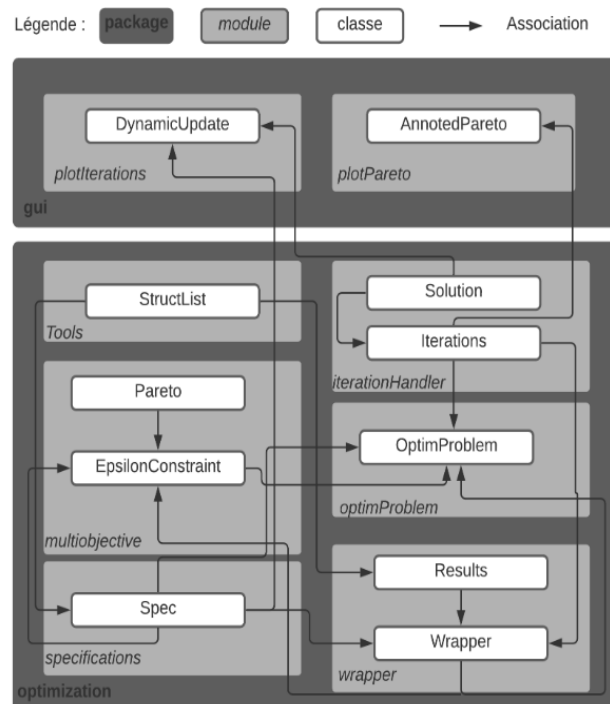 Légende : package module classe Association
DynamicUpdate AnnotedPareto
plotIterations plotPareto
gui
StructList Solution
Tools Iterations
iterationHandler
Pareto
OptimProblem
EpsilonConstraint
multiobjective optimProblem
Results
Spec
Wrapper
specifications wrapper
optimization